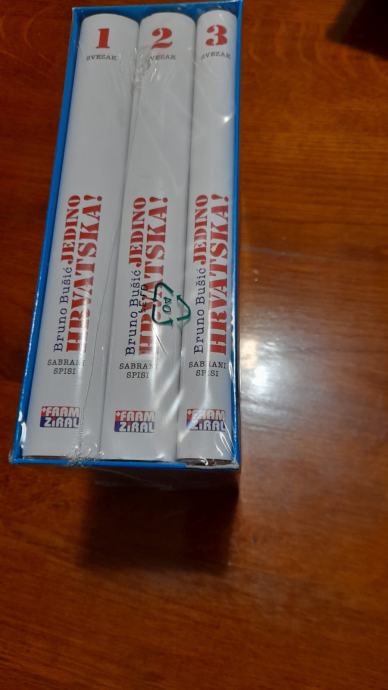 1
SVEZAK
Bruno Bušić
JEDINO
HRVATSKA!
SABRANI
SPISI
FRAM
ZIRAL
2
SVEZAK
Bruno Bušić
JEDINO
HRVATSKA!
SABRANI
SPISI
FRAM
ZIRAL
3
SVEZAK
Bruno Bušić
JEDINO
HRVATSKA!
SABRANI
SPISI
FRAM
ZIRAL